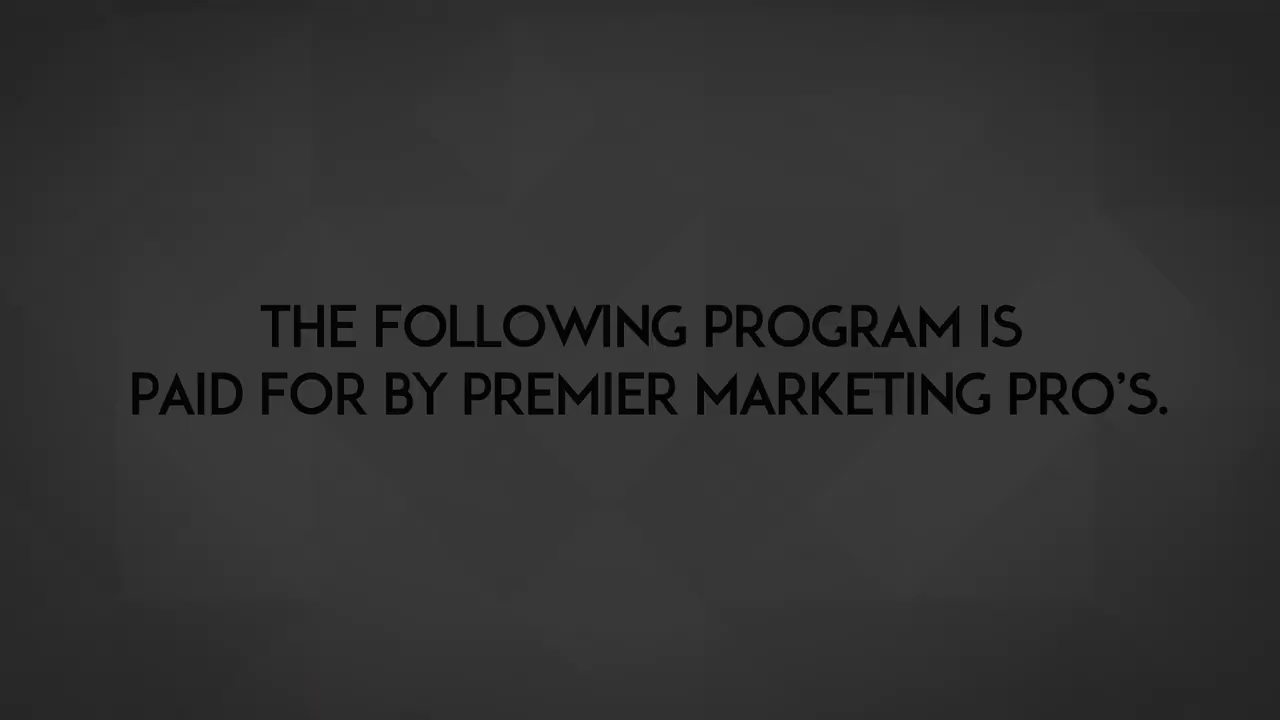 THE FOLLOWING PROGRAM IS
PAID FOR BY PREMIER MARKETING PRO'S.